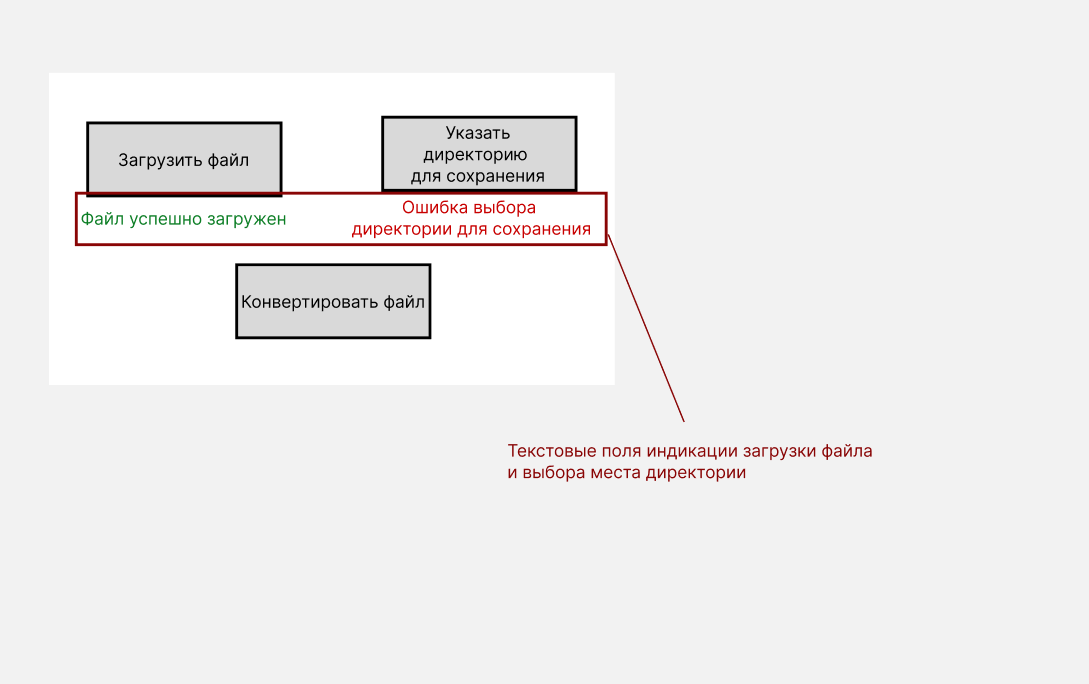 Загрузить файл
Указать
директорию
для сохранения
Файл успешно загружен
Ошибка выбора
директории для сохранения
Конвертировать файл
Текстовые поля индикации загрузки файла
и выбора места директории